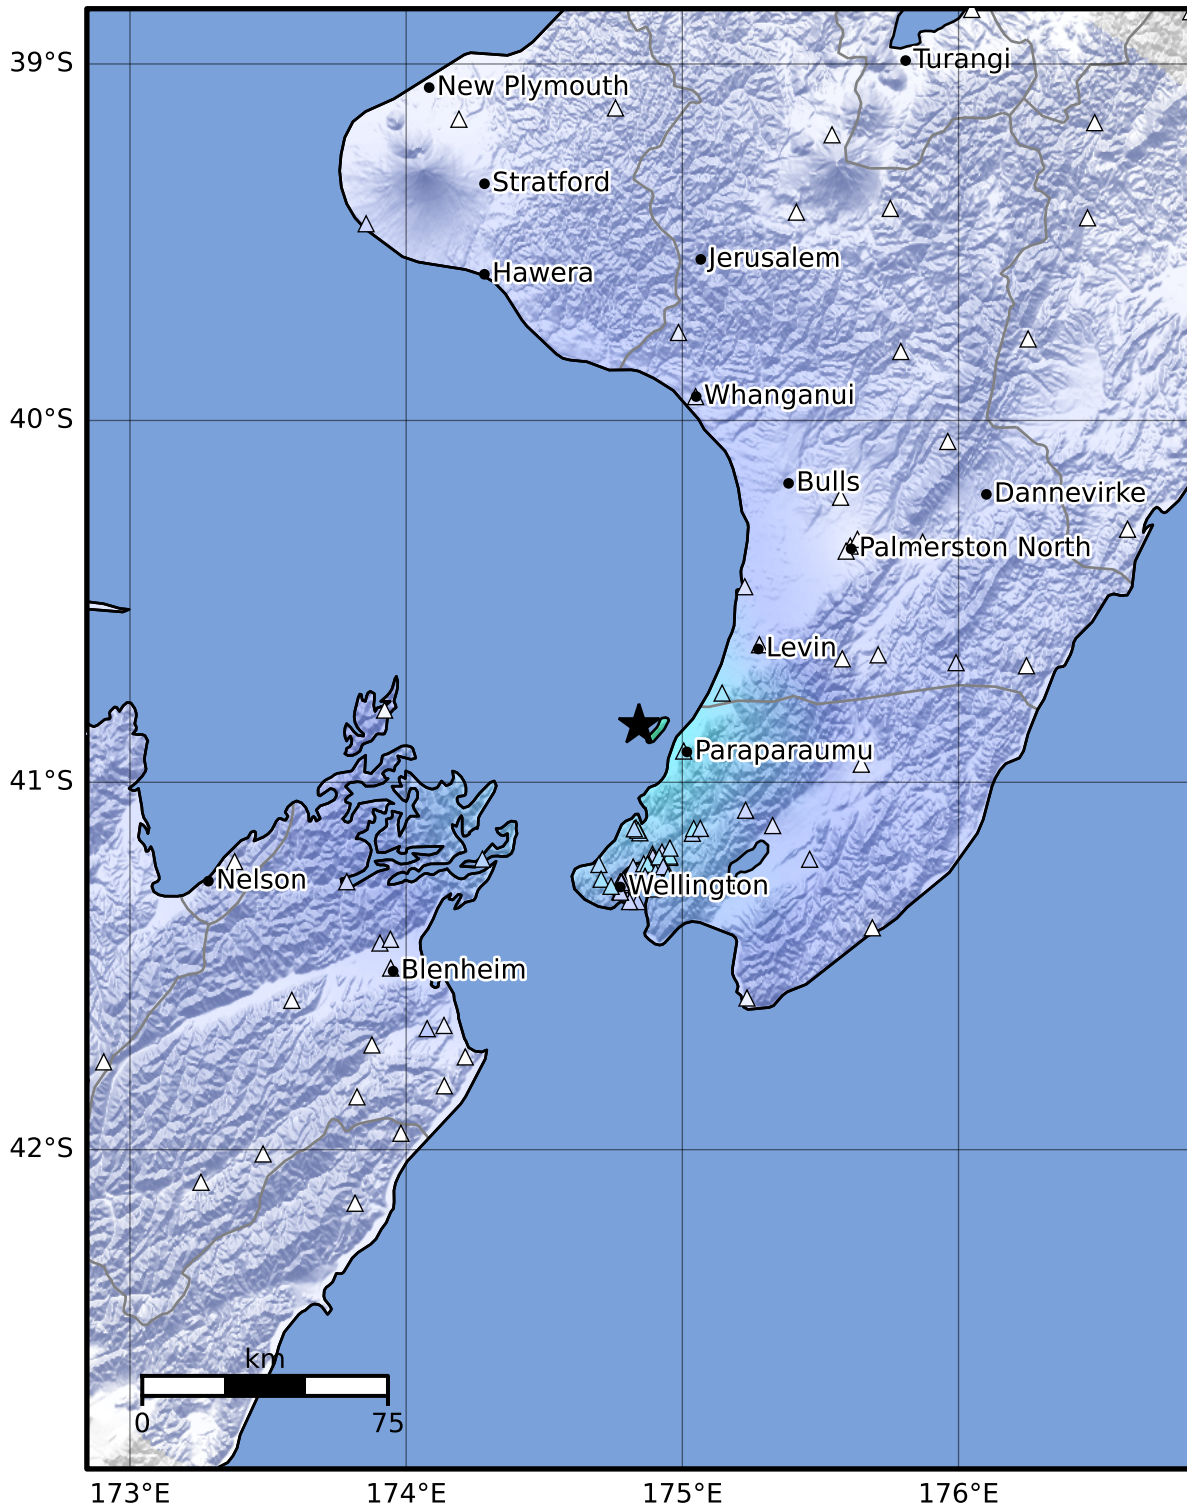 39°S
Turangi
New Plymouth
Stratford
Jerusalem
Hawera
Whanganui
40°S
Bulls
Dannevirke
Palmerston North
Levin
Paraparaumu
41°S
Nelson
Wellington
Blenheim
42°S
km
0
75
173°E
174°E
175°E
176°E